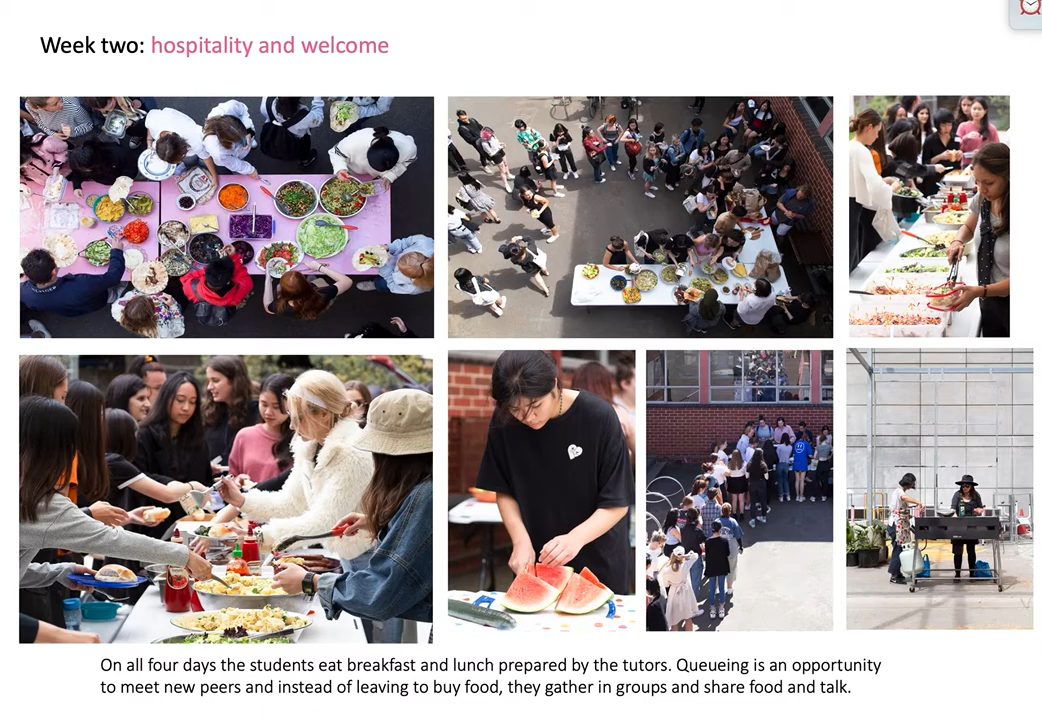 Week two: hospitality and welcome
On all four days the students eat breakfast and lunch prepared by the tutors. Queueing is an opportunity
to meet new peers and instead of leaving to buy food, they gather in groups and share food and talk.